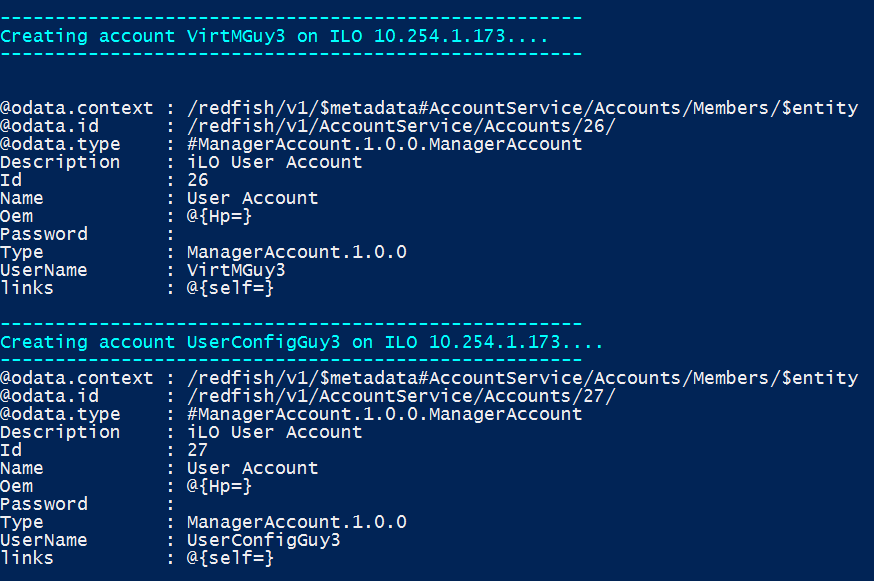 -----------------------------------------------------
Creating account VirtMGuy3 on ILO 10.254.1.173....
-----------------------------------------------------
@odata.context : /redfish/v1/$metadata#AccountService/Accounts/Members/$entity
@odata.id      : /redfish/v1/AccountService/Accounts/26/
@odata.type    : #ManagerAccount.1.0.0.ManagerAccount
Description    : iLO User Account
Id             : 26
Name           : User Account
Oem            : @{Hp=}
Password       :
Type           : ManagerAccount.1.0.0
UserName       : VirtMGuy3
links          : @{self=}
-----------------------------------------------------
Creating account UserConfigGuy3 on ILO 10.254.1.173....
-----------------------------------------------------
@odata.context : /redfish/v1/$metadata#AccountService/Accounts/Members/$entity
@odata.id      : /redfish/v1/AccountService/Accounts/27/
@odata.type    : #ManagerAccount.1.0.0.ManagerAccount
Description    : iLO User Account
Id             : 27
Name           : User Account
Oem            : @{Hp=}
Password       :
Type           : ManagerAccount.1.0.0
UserName       : UserConfigGuy3
links          : @{self=}